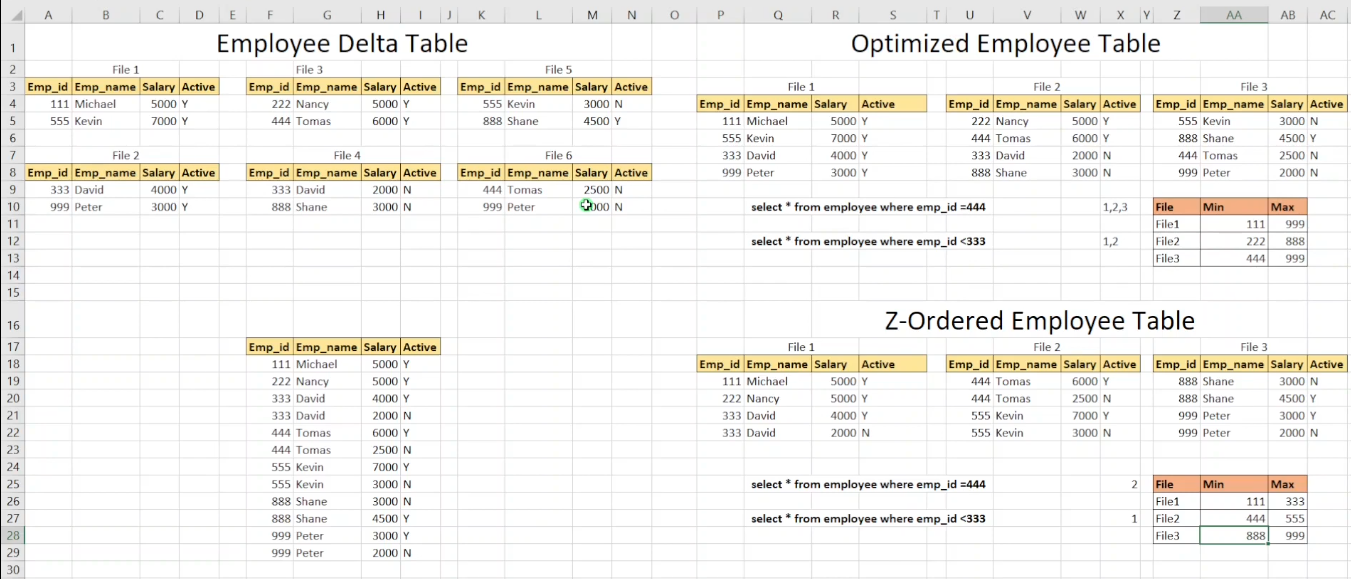 A B C D E F G H I J K L M N O P Q R S T U V W X Y Z AA AB AC
1 Employee Delta Table Optimized Employee Table
2 File 1 File 3 File 5
3 Emp_id Emp_name Salary Active Emp_id Emp_name Salary Active Emp_id Emp_name Salary Active File 1 File 2 File 3
4 111 Michael 5000 Y 222 Nancy 5000 Y 555 Kevin 3000 N Emp_id Emp_name Salary Active Emp_id Emp_name Salary Active Emp_id Emp_name Salary Active
5 555 Kevin 7000 Y 444 Tomas 6000 Y 888 Shane 4500 Y 111 Michael 5000 Y 222 Nancy 5000 Y 555 Kevin 3000 N
6 555 Kevin 7000 Y 444 Tomas 6000 Y 888 Shane 4500 Y
7 File 2 File 4 File 6 333 David 4000 Y 333 David 2000 N 444 Tomas 2500 N
8 Emp_id Emp_name Salary Active Emp_id Emp_name Salary Active Emp_id Emp_name Salary Active 999 Peter 3000 Y 888 Shane 3000 N 999 Peter 2000 N
9 333 David 4000 Y 333 David 2000 N 444 Tomas 2500 N
10 999 Peter 3000 Y 888 Shane 3000 N 999 Peter N select * from employee where emp_id =444 1,2,3 File Min Max
11 File1 111 999
12 select * from employee where emp_id <333 1,2 File2 222 888
13 File3 444 999
14
15
16 Z-Ordered Employee Table
17 Emp_id Emp_name Salary Active File 1 File 2 File 3
18 111 Michael 5000 Y Emp_id Emp_name Salary Active Emp_id Emp_name Salary Active Emp_id Emp_name Salary Active
19 222 Nancy 5000 Y 111 Michael 5000 Y 444 Tomas 6000 Y 888 Shane 3000 N
20 333 David 4000 Y 222 Nancy 5000 Y 444 Tomas 2500 N 888 Shane 4500 Y
21 333 David 2000 N 333 David 4000 Y 555 Kevin 7000 Y 999 Peter 3000 Y
22 444 Tomas 6000 Y 333 David 2000 N 555 Kevin 3000 N 999 Peter 2000 N
23 444 Tomas 2500 N
24 555 Kevin 7000 Y
25 555 Kevin 3000 N select * from employee where emp_id =444 2 File Min Max
26 888 Shane 3000 N File1 111 333
27 888 Shane 4500 Y select * from employee where emp_id <333 1 File2 444 555
28 999 Peter 3000 Y File3 888 999
29 999 Peter 2000 N
30